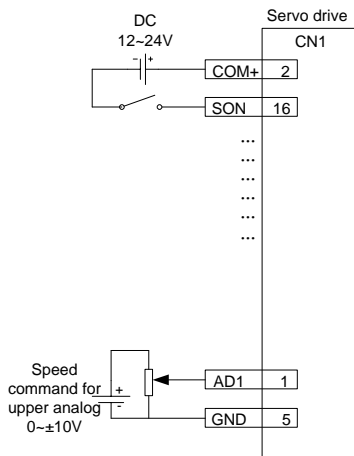 DC
12~24V
Servo drive
CN1
- +
COM+ 2
SON 16
...
...
...
...
...
...
Speed
command for
upper analog
0~±10V
+
-
AD1 1
GND 5